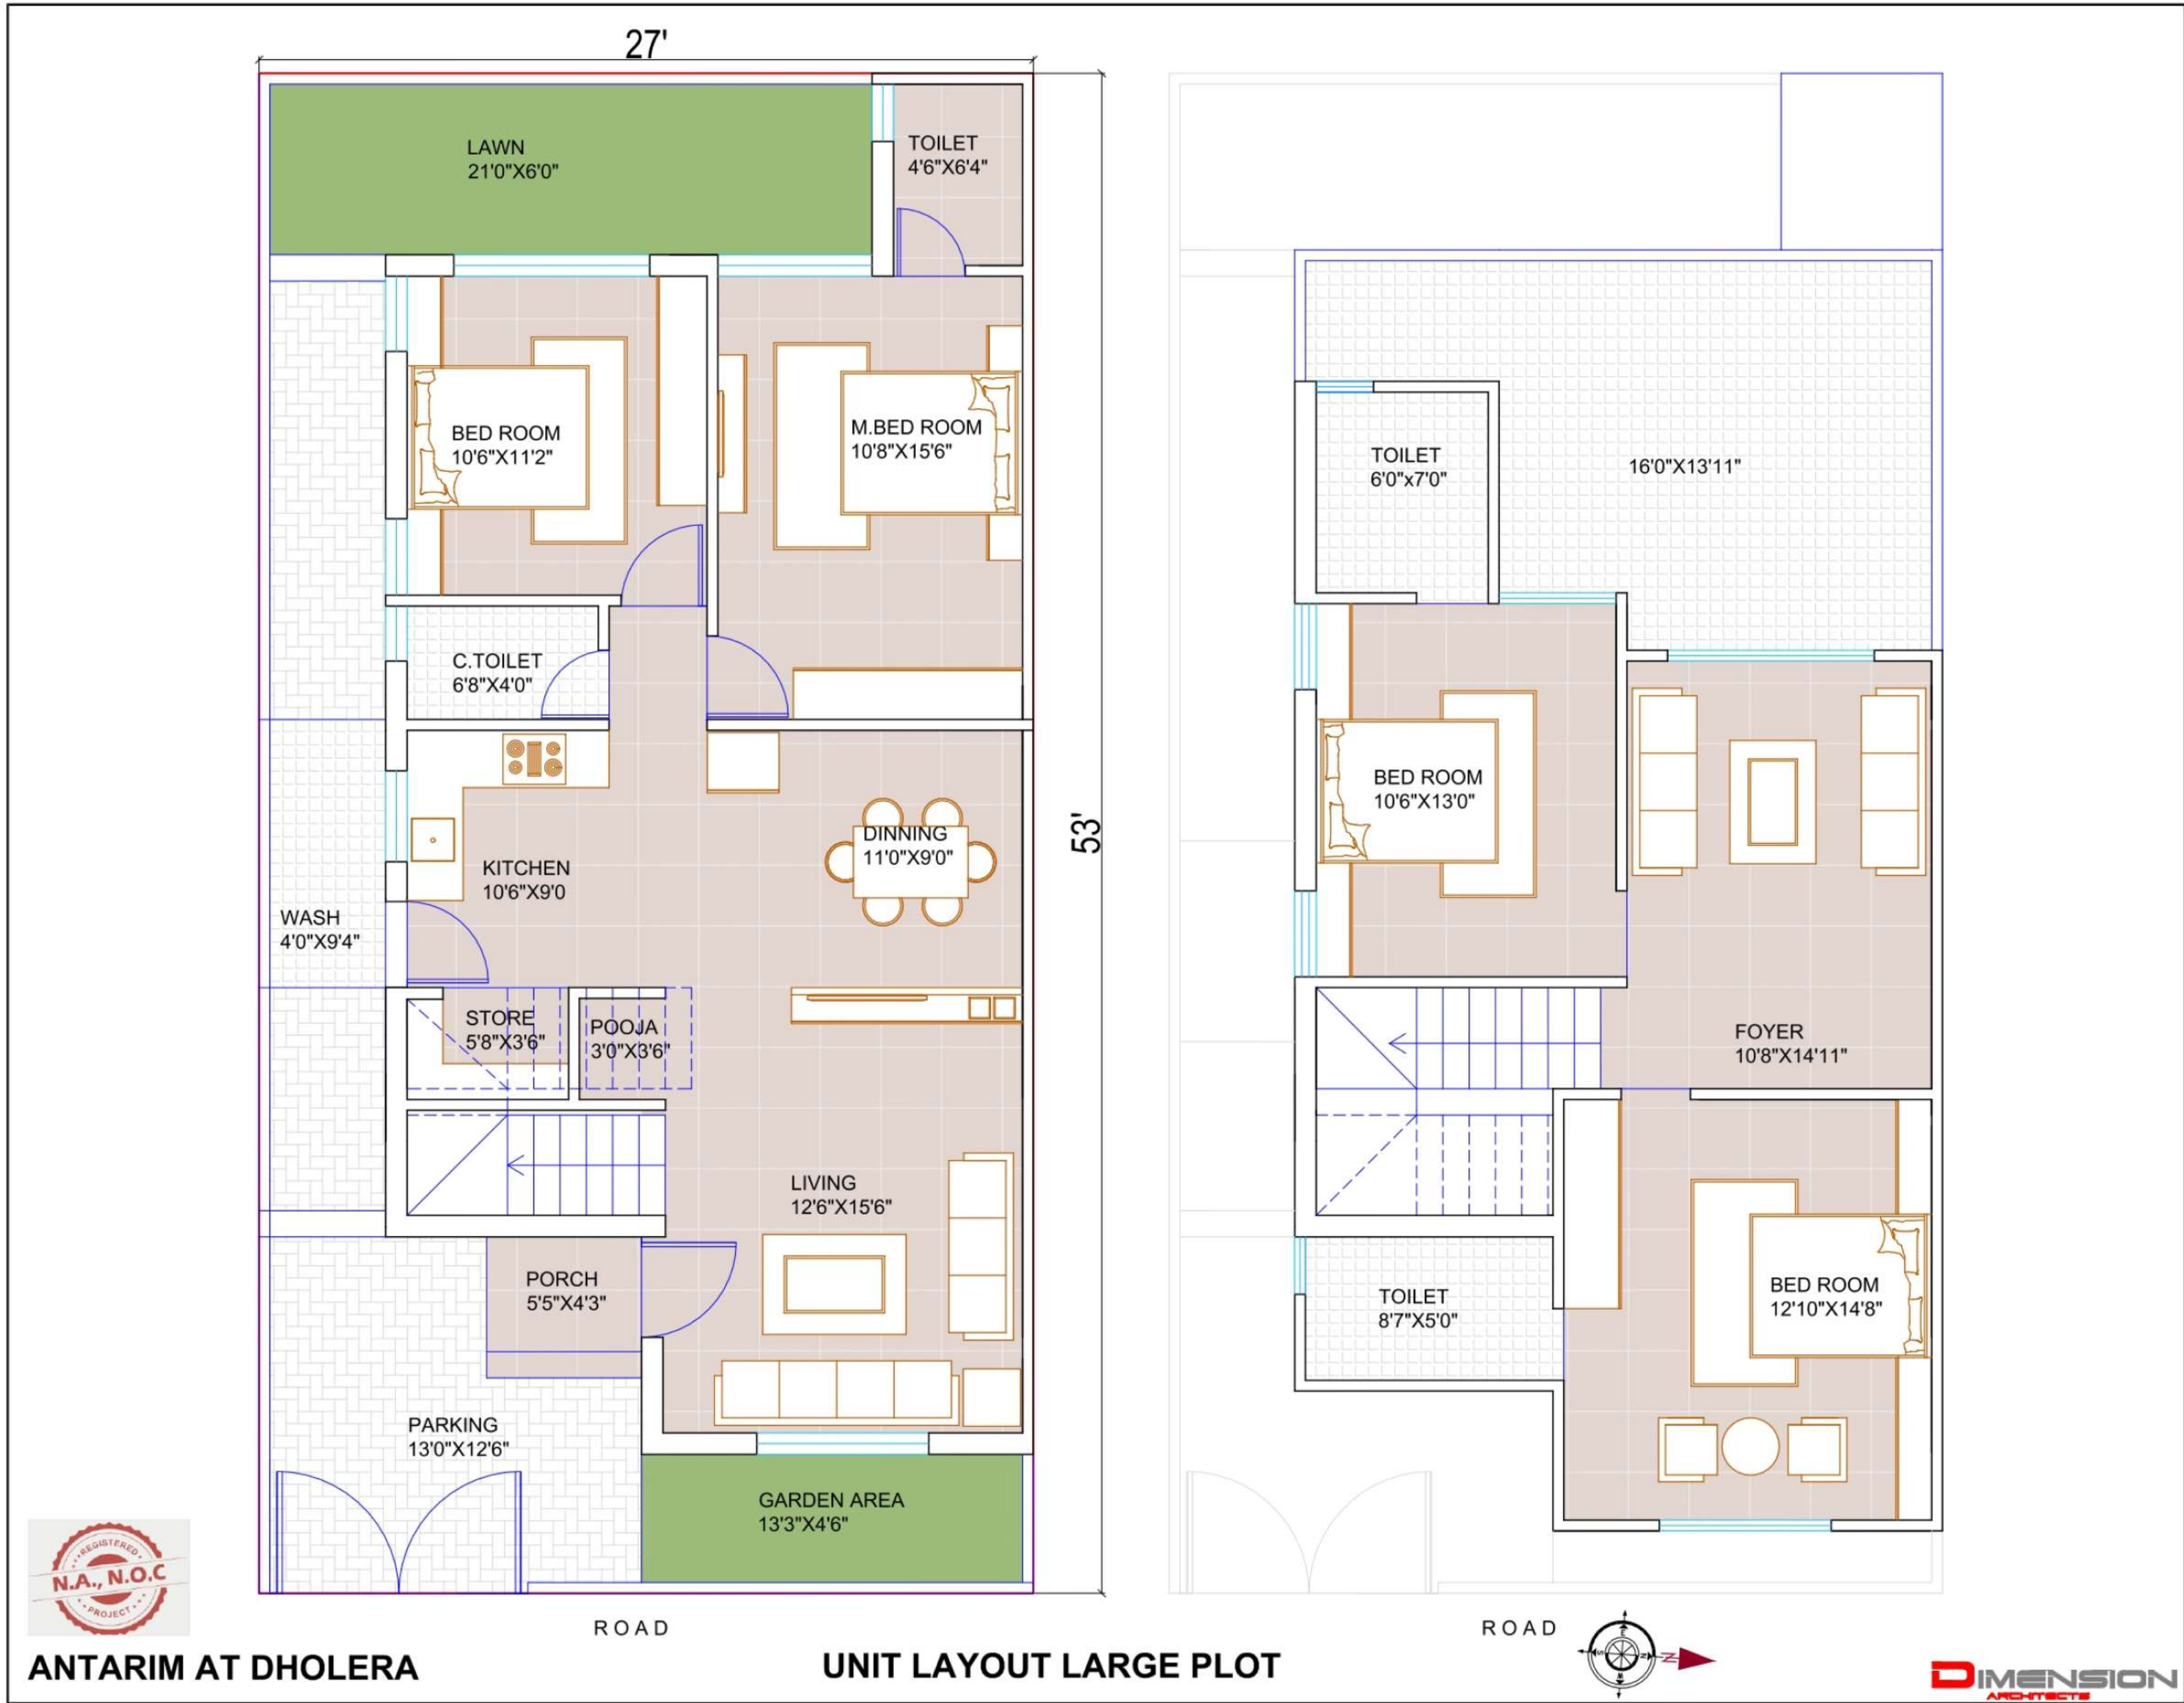 27'
LAWN
21'0"X6'0"
TOILET
4'6"X6'4"
BED ROOM
10'6"X11'2"
M.BED ROOM
10'8"X15'6"
C.TOILET
6'8"X4'0"
53'
KITCHEN
10'6"X9'0
DINNING
11'0"X9'0"
WASH
4'0"X9'4"
STORE
5'8"X3'6"
POOJA
3'0"X3'6"
LIVING
12'6"X15'6"
PORCH
5'5"X4'3"
PARKING
13'0"X12'6"
GARDEN AREA
13'3"X4'6"
ROAD
TOILET
6'0"x7'0"
16'0"X13'11"
BED ROOM
10'6"X13'0"
FOYER
10'8"X14'11"
TOILET
8'7"X5'0"
BED ROOM
12'10"X14'8"
ROAD
E
S
N
W
N
REGISTERED
N.A., N.O.C
PROJECT
ANTARIM AT DHOLERA
UNIT LAYOUT LARGE PLOT
DIMENSION
ARCHITECTS